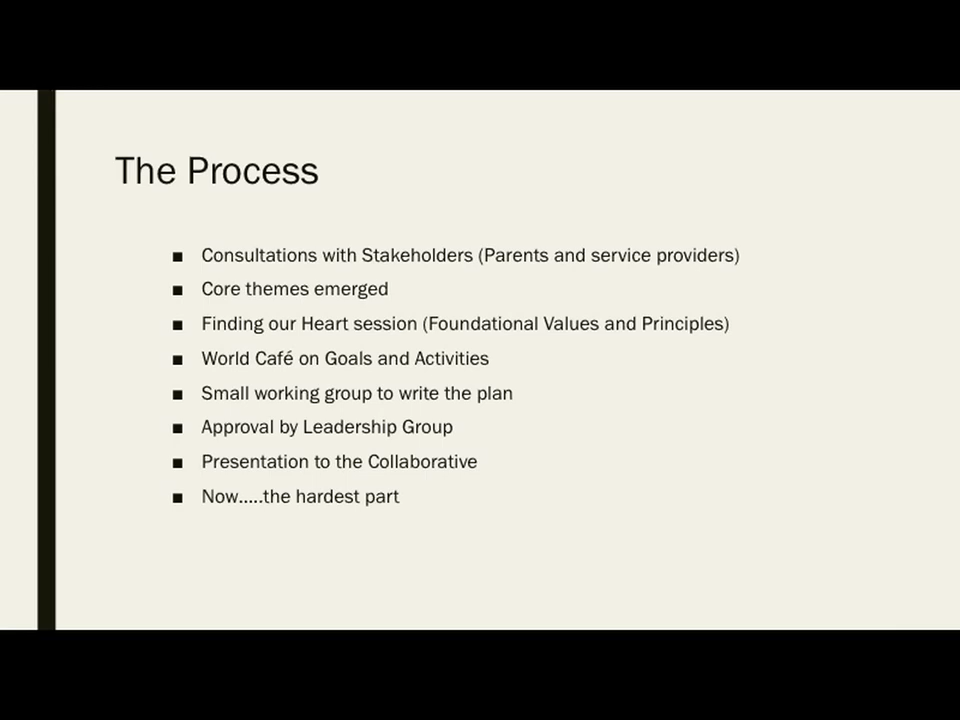 The Process
■ Consultations with Stakeholders (Parents and service providers)
■ Core themes emerged
■ Finding our Heart session (Foundational Values and Principles)
■ World Café on Goals and Activities
■ Small working group to write the plan
■ Approval by Leadership Group
■ Presentation to the Collaborative
■ Now.....the hardest part